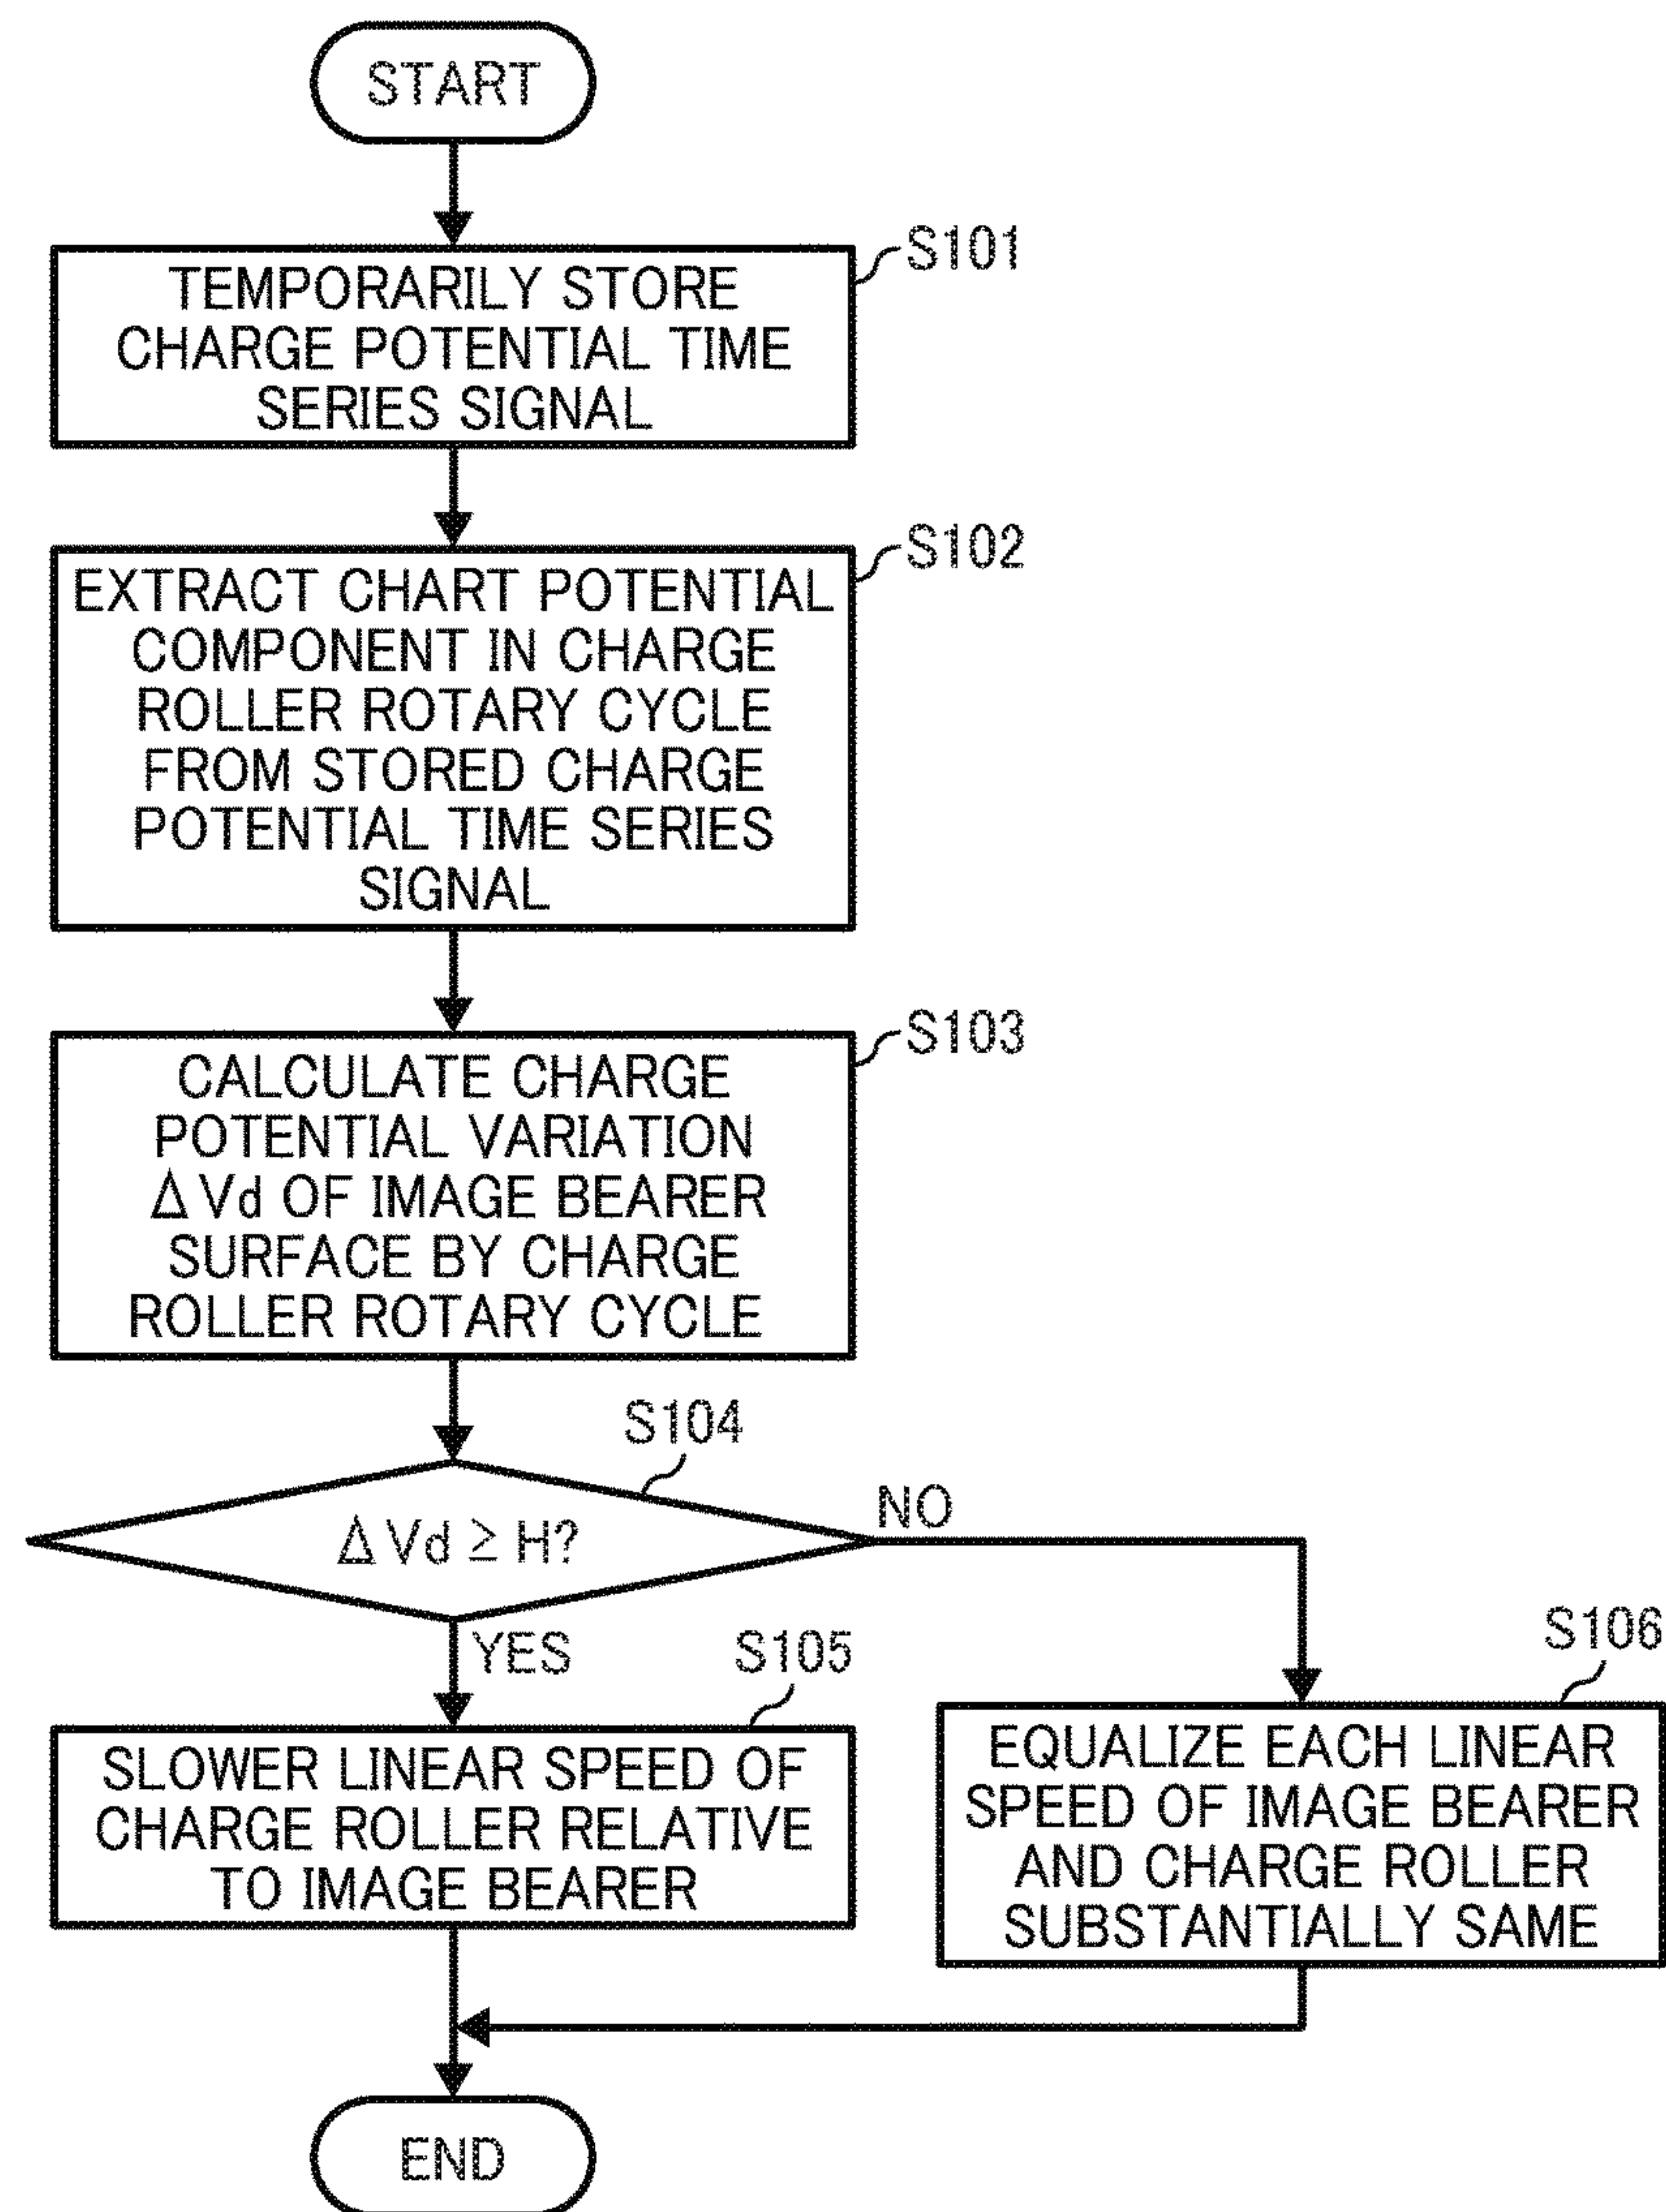 START
S101
TEMPORARILY STORE
CHARGE POTENTIAL TIME
SERIES SIGNAL
S102
EXTRACT CHART POTENTIAL
COMPONENT IN CHARGE
ROLLER ROTARY CYCLE
FROM STORED CHARGE
POTENTIAL TIME SERIES
SIGNAL
S103
CALCULATE CHARGE
POTENTIAL VARIATION
Δ Vd OF IMAGE BEARER
SURFACE BY CHARGE
ROLLER ROTARY CYCLE
S104
Δ Vd ≥ H?
NO
YES
S105
SLOWER LINEAR SPEED OF
CHARGE ROLLER RELATIVE
TO IMAGE BEARER
S106
EQUALIZE EACH LINEAR
SPEED OF IMAGE BEARER
AND CHARGE ROLLER
SUBSTANTIALLY SAME
END